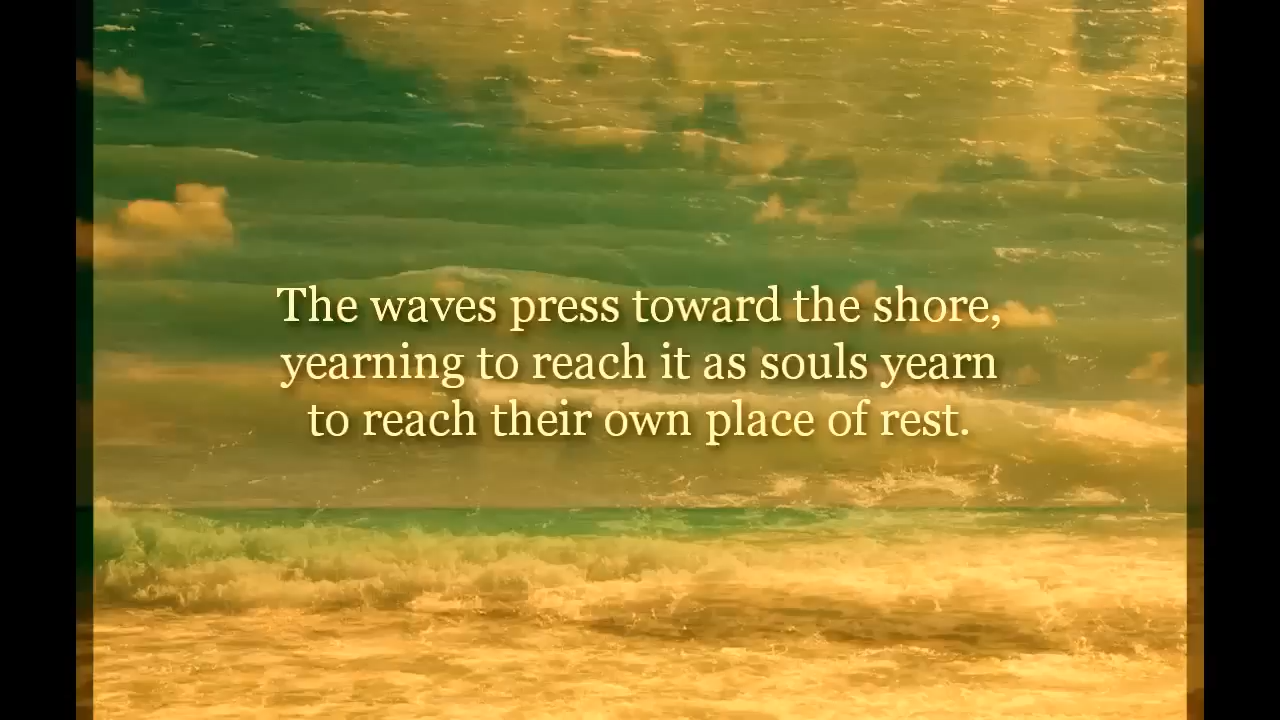 The waves press toward the shore,
yearning to reach it as souls yearn
to reach their own place of rest.